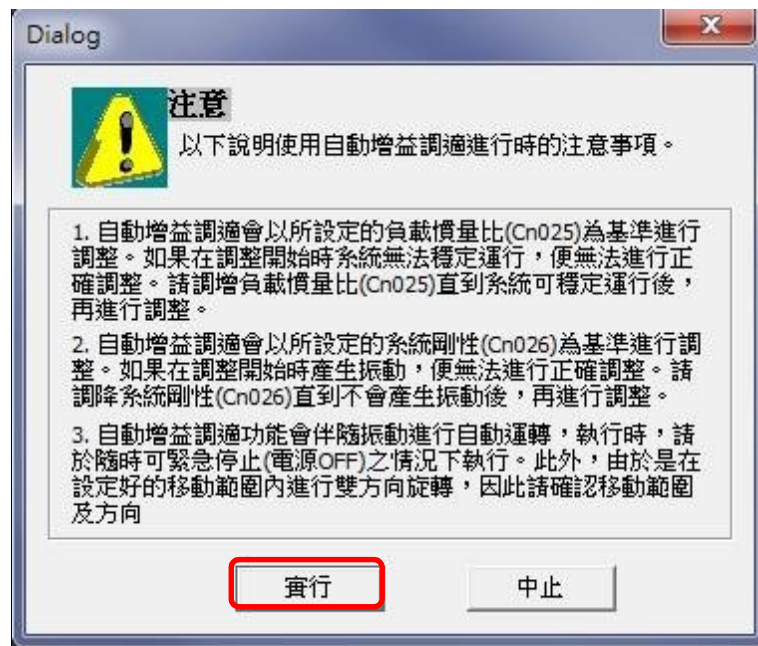 Dialog
注意
以下說明使用自動增益調適進行時的注意事項。
1. 自動增益調適會以所設定的負載慣量比(Cn025)為基準進行
調整。如果在調整開始時系統無法穩定運行，便無法進行正
確調整。請調增負載慣量比(Cn025)直到系統可穩定運行後，
再進行調整。
2. 自動增益調適會以所設定的系統剛性(Cn026)為基準進行調
整。如果在調整開始時產生振動，便無法進行正確調整。請
調降系統剛性(Cn026)直到不會產生振動後，再進行調整。
3. 自動增益調適功能會伴隨振動進行自動運轉，執行時，請
於隨時可緊急停止(電源OFF)之情況下執行。此外，由於是在
設定好的移動範圍內進行雙方向旋轉，因此請確認移動範圍
及方向
實行
中止